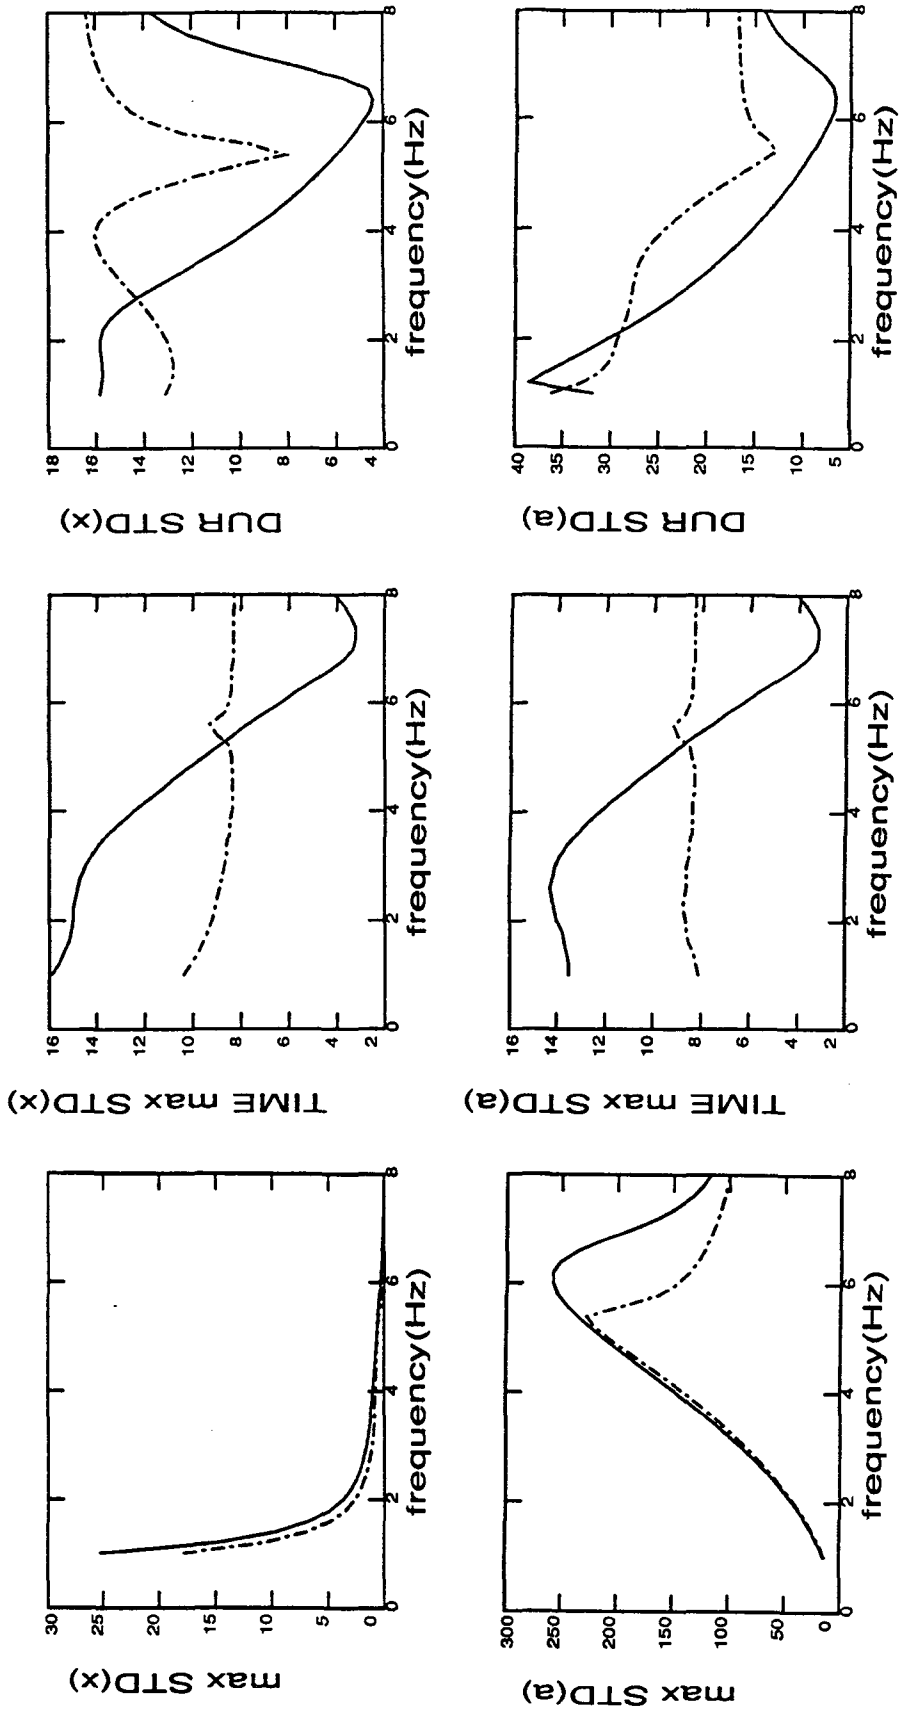 max STD(x)
30
25
20
15
10
5
0
0 2 4 6 8
frequency(Hz)
TIME max STD(x)
16
14
12
10
8
6
4
2
0 2 4 6 8
frequency(Hz)
DUR STD(x)
18
16
14
12
10
8
6
4
0 2 4 6 8
frequency(Hz)
max STD(a)
300
250
200
150
100
50
0
0 2 4 6 8
frequency(Hz)
TIME max STD(a)
16
14
12
10
8
6
4
2
0 2 4 6 8
frequency(Hz)
DUR STD(a)
40
35
30
25
20
15
10
5
0 2 4 6 8
frequency(Hz)